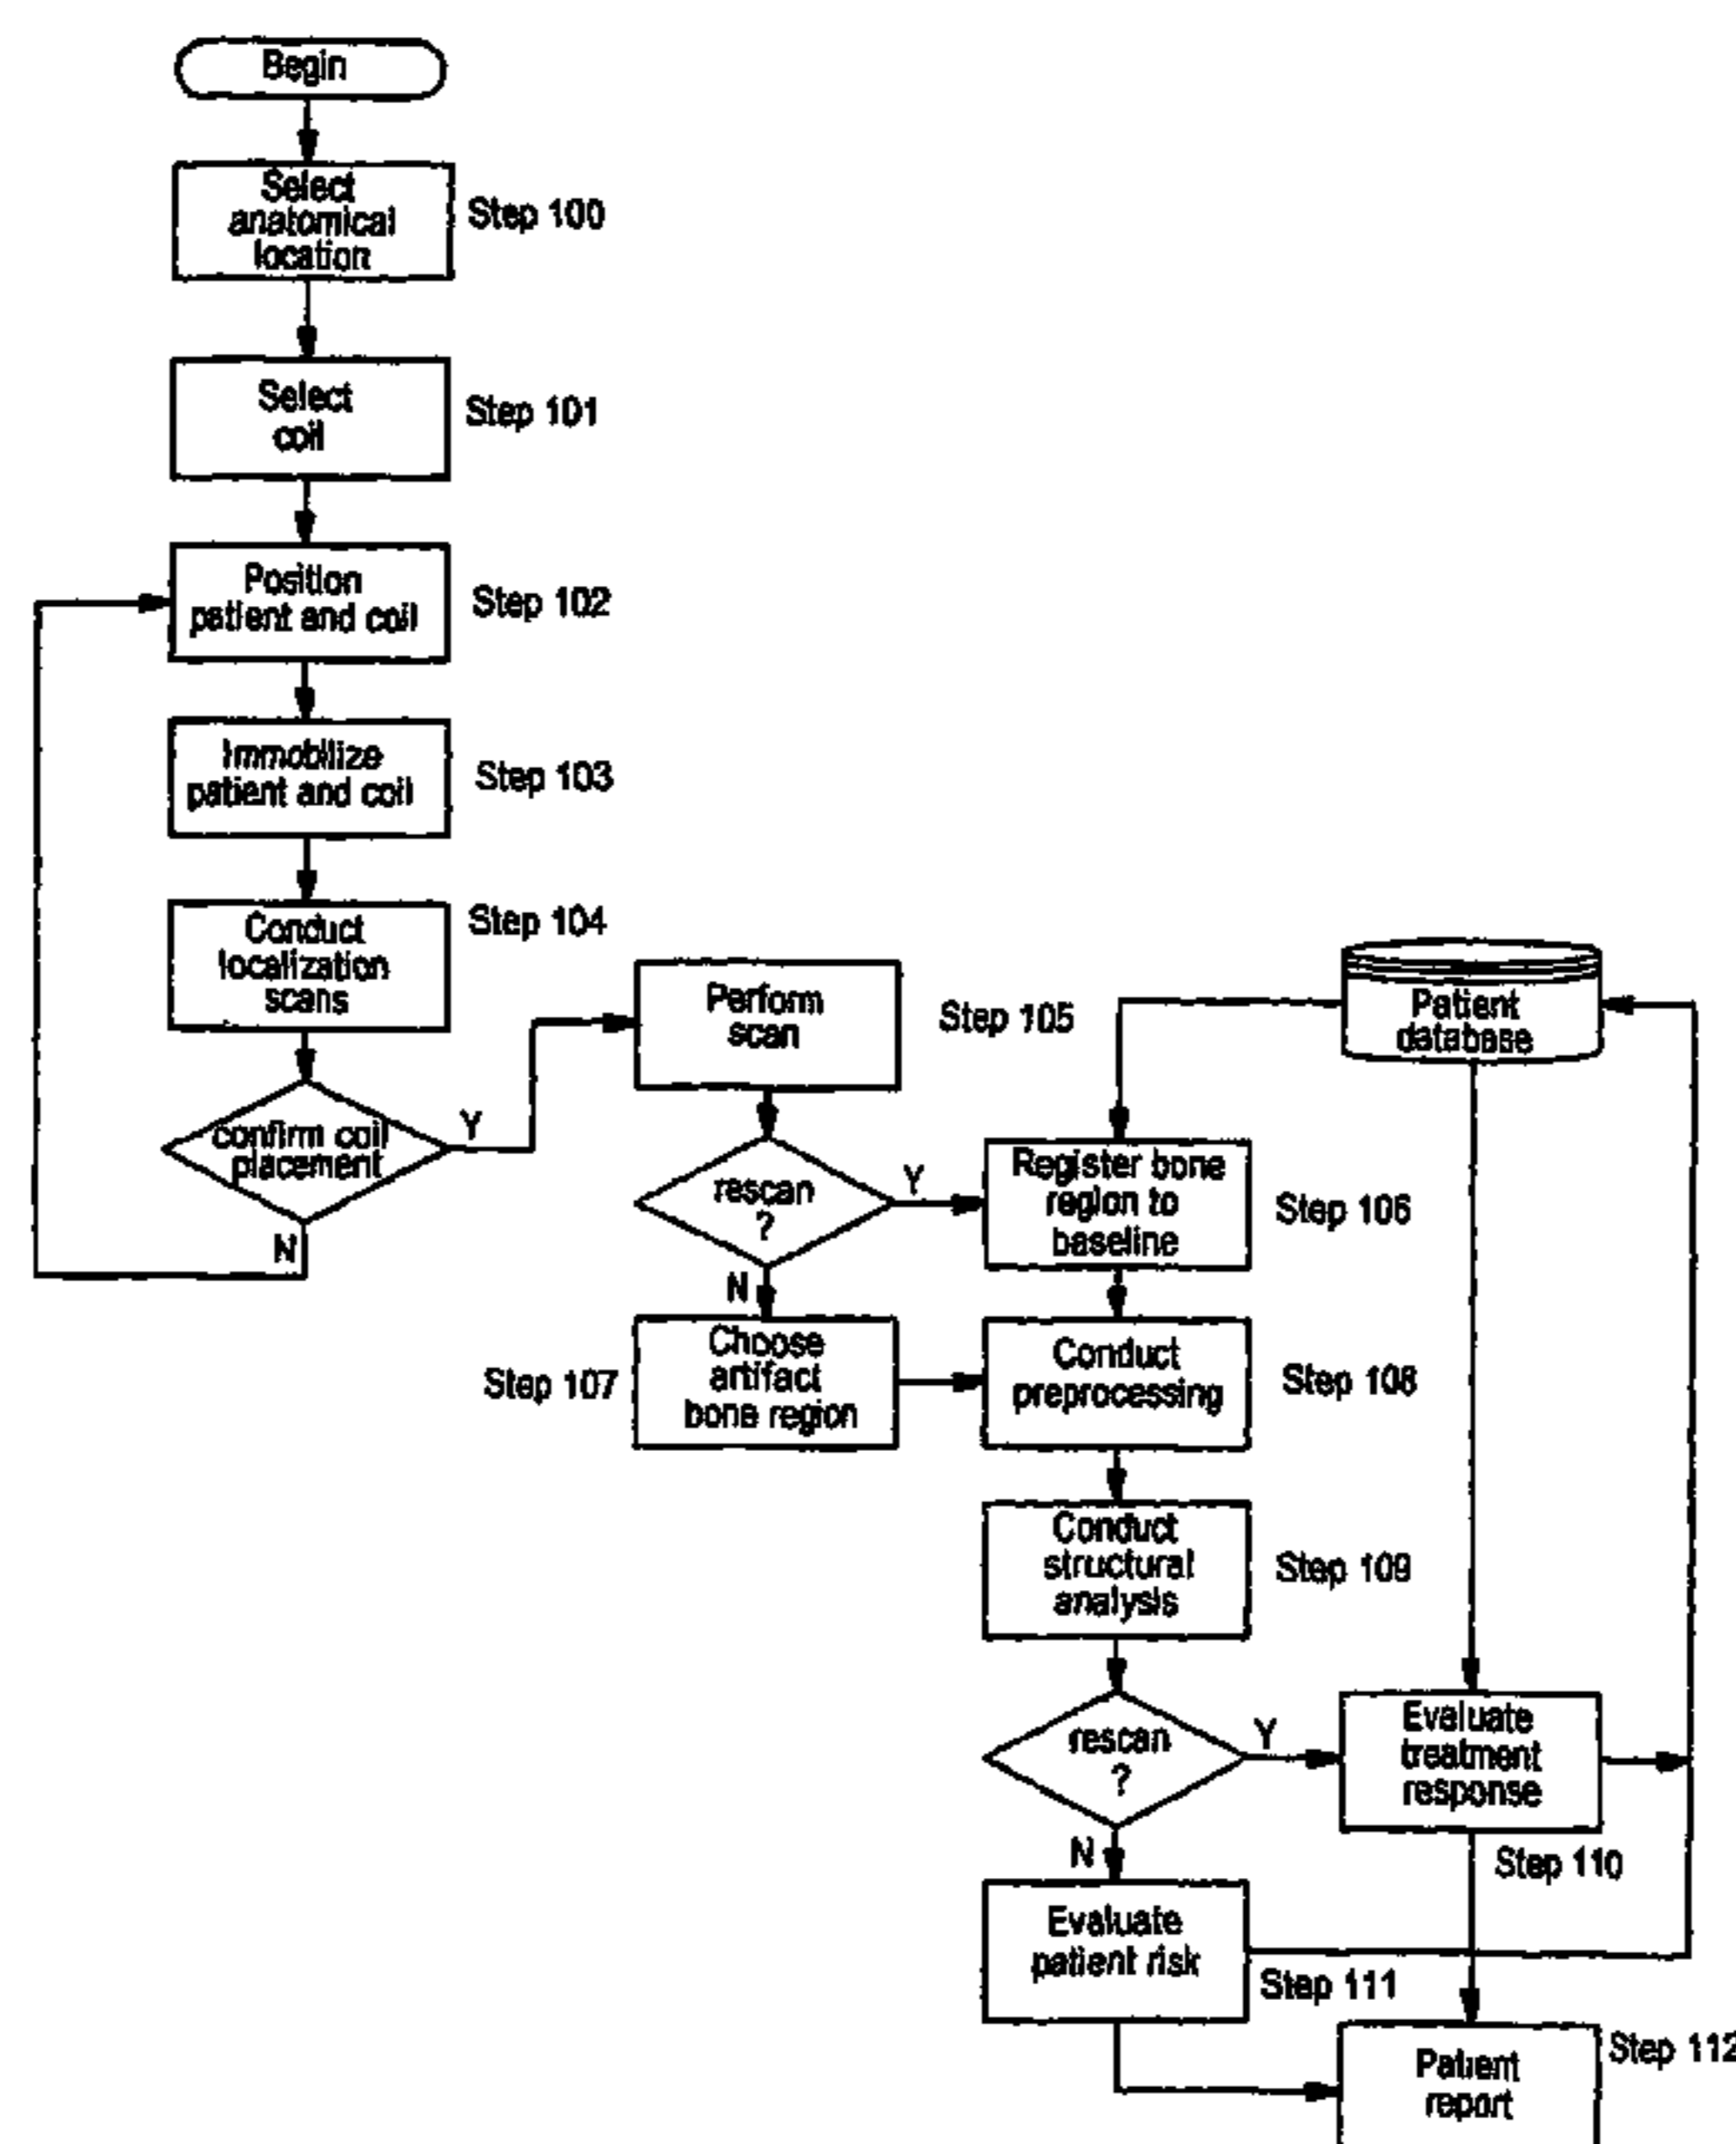 Begin
Select
anatomical
location
Step 100
Select
coil
Step 101
Position
patient and coil
Step 102
Immobilize
patient and coil
Step 103
Conduct
localization
scans
Step 104
confirm coil
placement
Y
N
Perform
scan
Step 105
rescan
?
Y
N
Patient
database
Register bone
region to
baseline
Step 106
Step 107
Choose
artifact
bone region
Conduct
preprocessing
Step 108
Conduct
structural
analysis
Step 109
rescan
?
Y
N
Evaluate
treatment
response
Step 110
Evaluate
patient risk
Step 111
Patient
report
Step 112